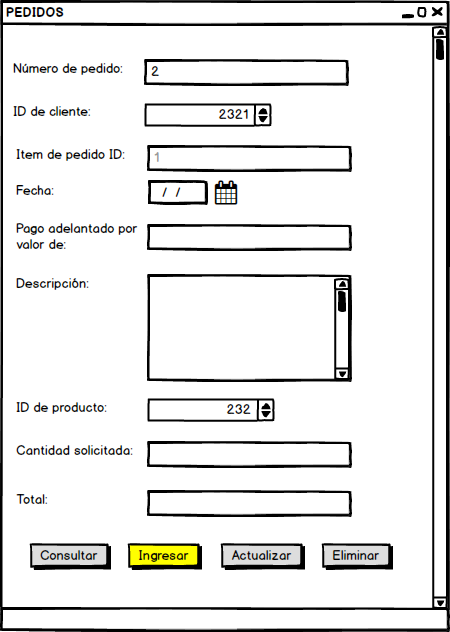 PEDIDOS
Número de pedido: 2
ID de cliente: 2321
Item de pedido ID: 1
Fecha: / /
Pago adelantado por
valor de:
Descripción:
ID de producto: 232
Cantidad solicitada:
Total:
Consultar Ingresar Actualizar Eliminar